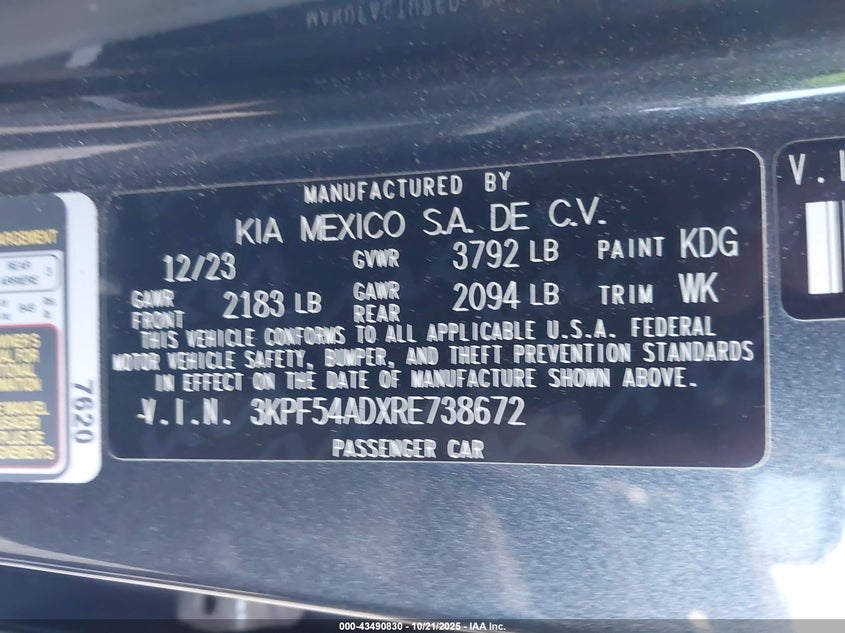 MANUFACTURED
MANUFACTURED BY
KIA MEXICO S.A. DE C.V.
12/23 GVWR 3792 LB PAINT KDG
GAWR FRONT 2183 LB GAWR REAR 2094 LB TRIM WK
THIS VEHICLE CONFORMS TO ALL APPLICABLE U.S.A. FEDERAL
MOTOR VEHICLE SAFETY, BUMPER, AND THEFT PREVENTION STANDARDS
IN EFFECT ON THE DATE OF MANUFACTURE SHOWN ABOVE.
V.I.N. 3KPF54ADXRE738672
PASSENGER CAR
V.I
REAR
7620
000-43490830 - 10/21/2025 - IAA Inc.